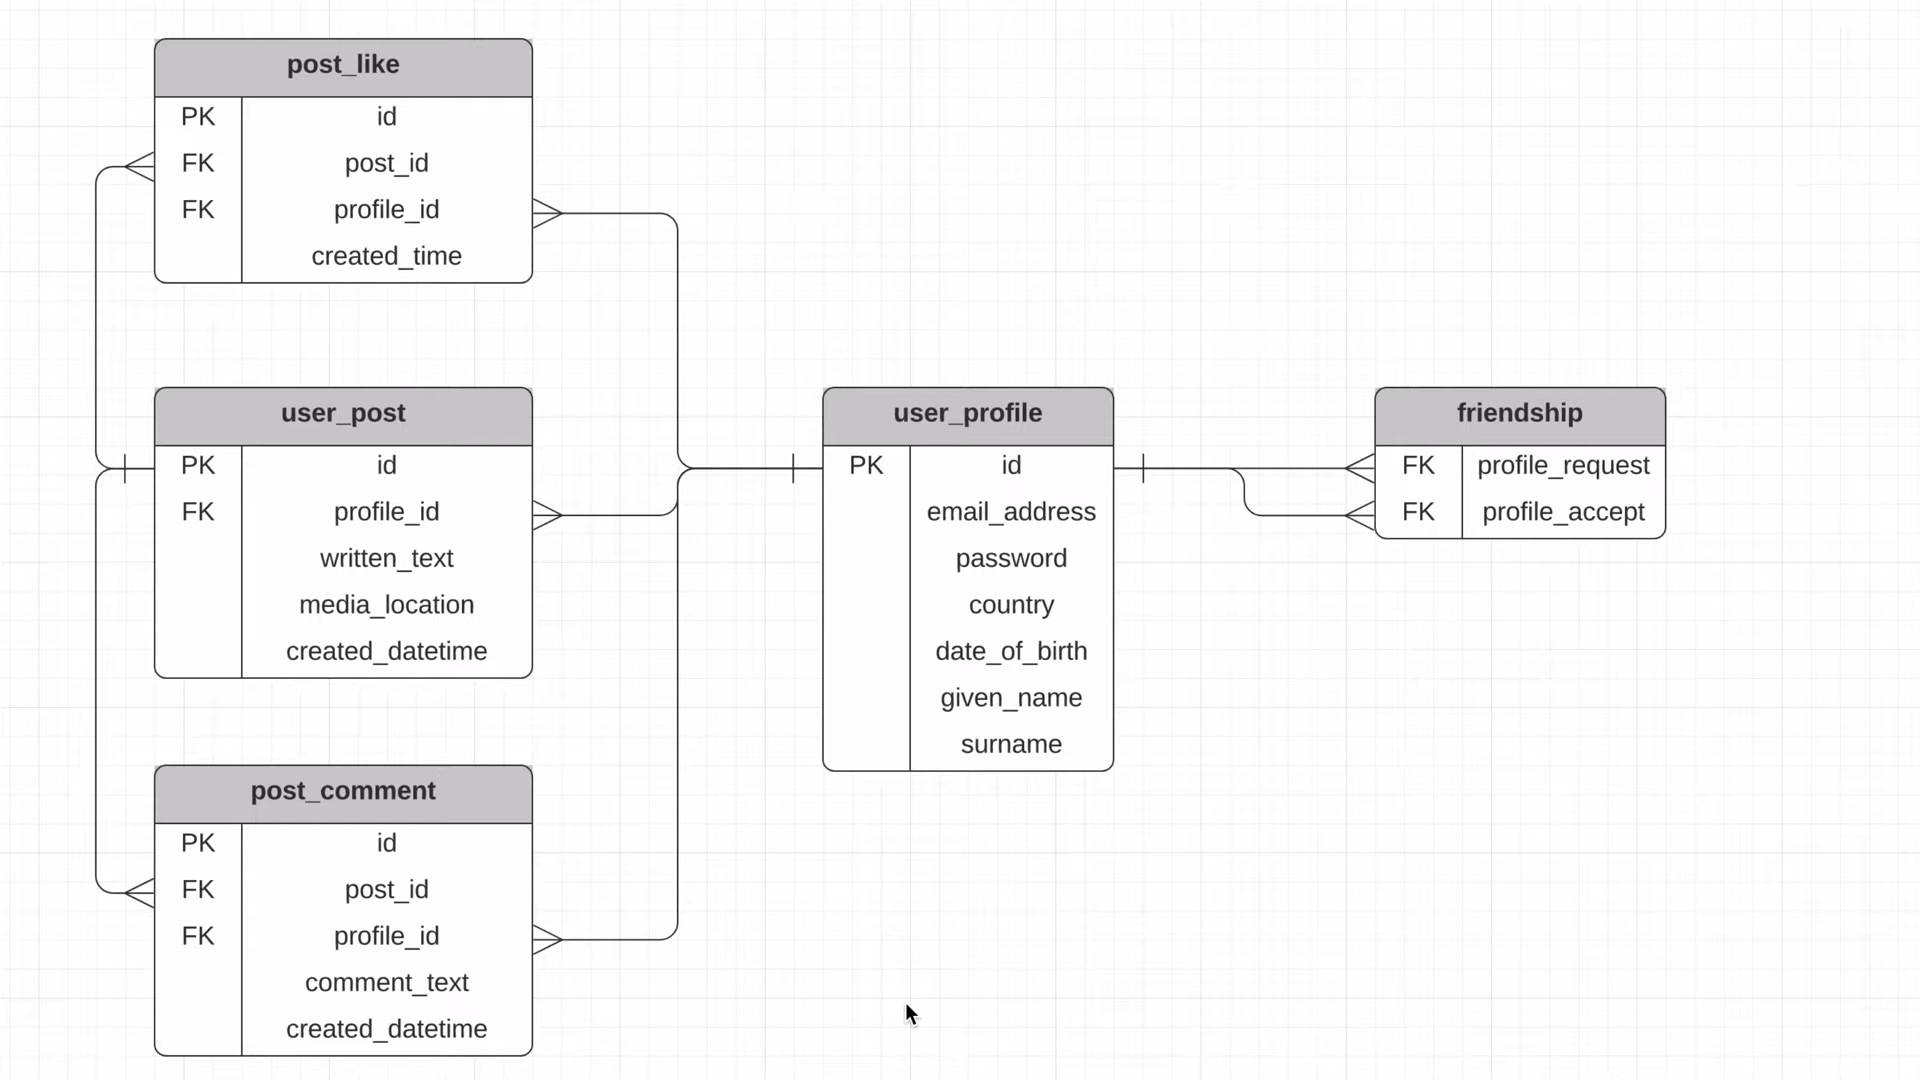 post_like
PK id
FK post_id
FK profile_id
created_time
user_post
PK id
FK profile_id
written_text
media_location
created_datetime
post_comment
PK id
FK post_id
FK profile_id
comment_text
created_datetime
user_profile
PK id
email_address
password
country
date_of_birth
given_name
surname
friendship
FK profile_request
FK profile_accept